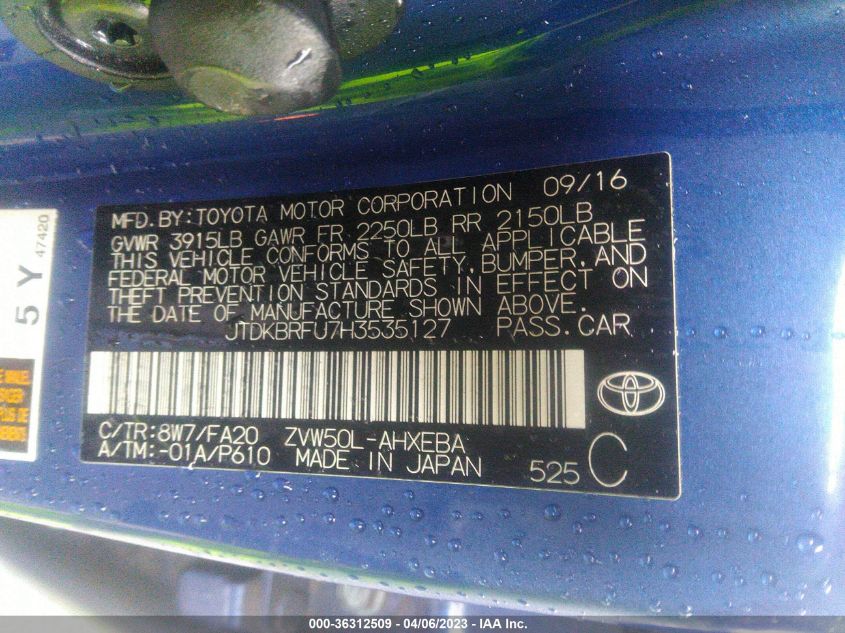 MFD.BY:TOYOTA MOTOR CORPORATION 09/16
GVWR 3915LB GAWR FR 2250LB RR 2150LB
THIS VEHICLE CONFORMS TO ALL APPLICABLE
FEDERAL MOTOR VEHICLE SAFETY,BUMPER,AND
THEFT PREVENTION STANDARDS IN EFFECT ON
THE DATE OF MANUFACTURE SHOWN ABOVE.
JTDKBRFU7H3535127 PASS.CAR
C/TR:8W7/FA20 ZVW50L-AHXEBA
A/TM:-01A/P610 MADE IN JAPAN 525 C
5 Y
47420
E MANUEL
PLUS DE
000-36312509 - 04/06/2023 - IAA Inc.